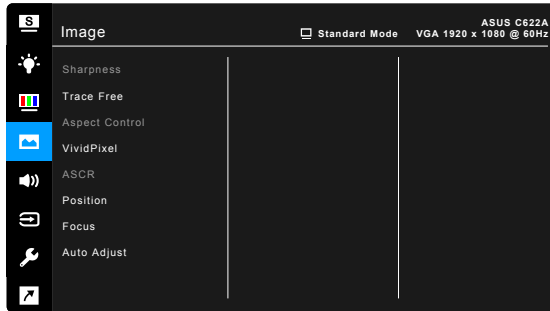 S
Image
Standard Mode
ASUS C622A
VGA 1920 x 1080 @ 60Hz
Sharpness
Trace Free
Aspect Control
VividPixel
ASCR
Position
Focus
Auto Adjust